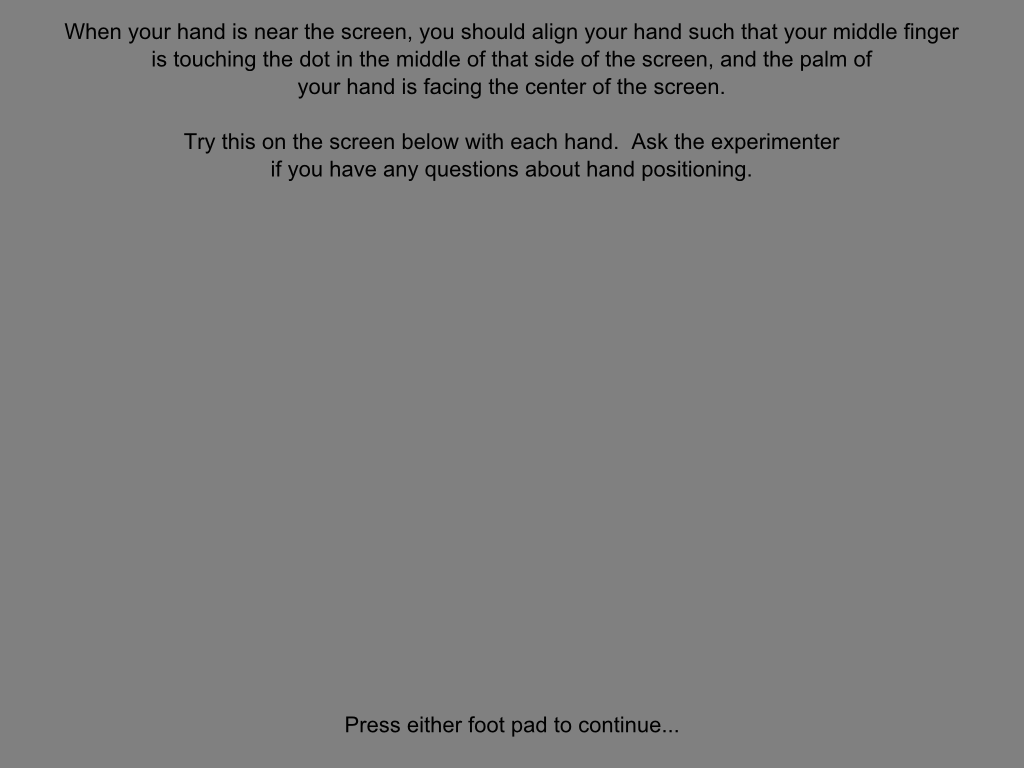 When your hand is near the screen, you should align your hand such that your middle finger
is touching the dot in the middle of that side of the screen, and the palm of
your hand is facing the center of the screen.
Try this on the screen below with each hand.  Ask the experimenter
if you have any questions about hand positioning.
Press either foot pad to continue...